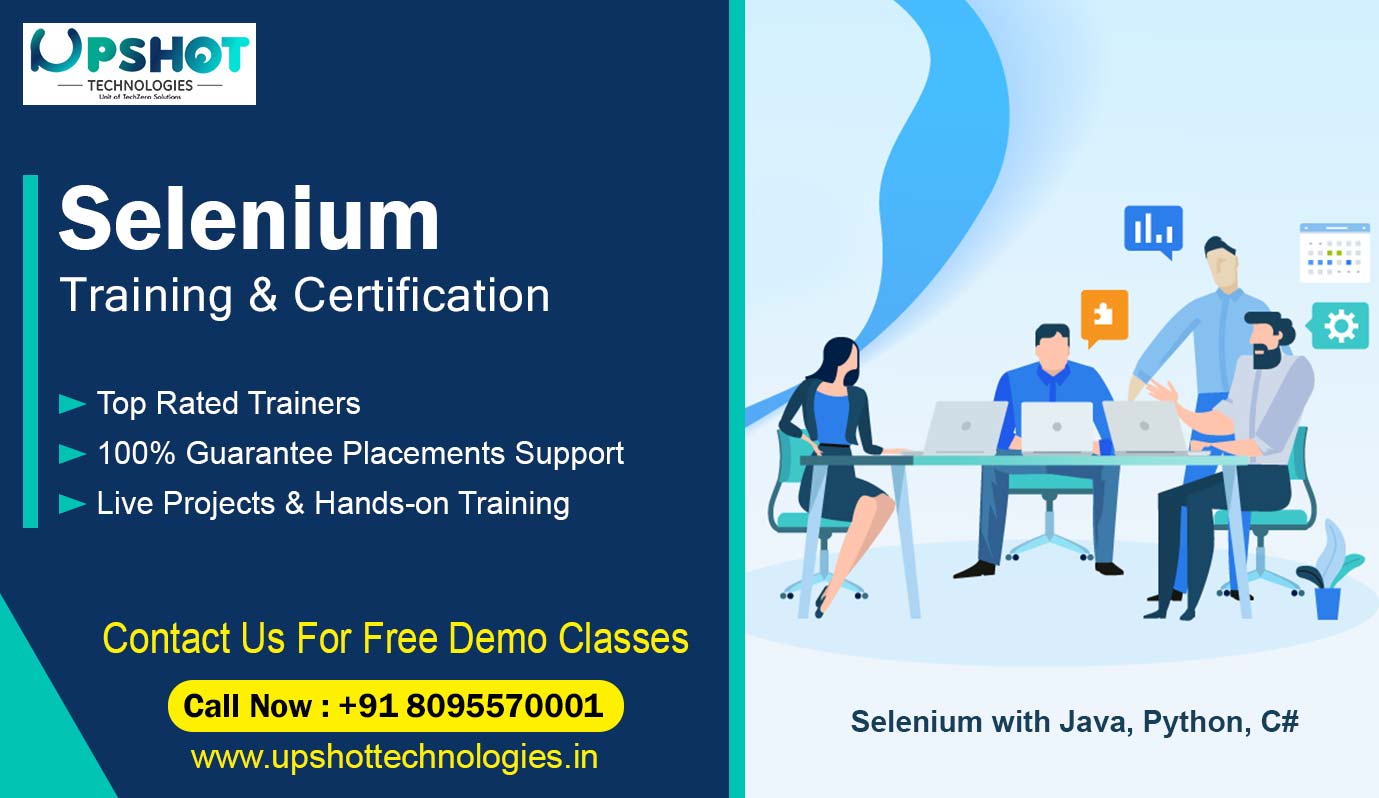 UPSHOT
TECHNOLOGIES
Unit of TechZero Solutions
Selenium
Training & Certification
Top Rated Trainers
100% Guarantee Placements Support
Live Projects & Hands-on Training
Contact Us For Free Demo Classes
Call Now : +91 8095570001
www.upshottechnologies.in
Selenium with Java, Python, C#